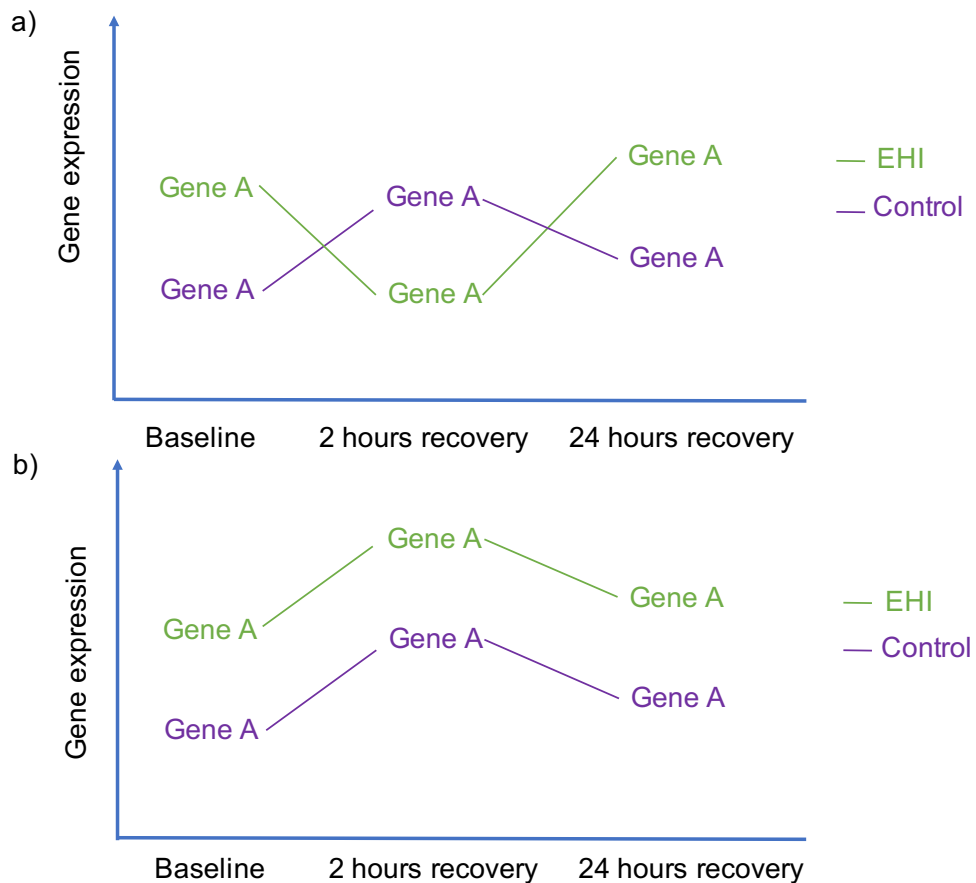 a)
Gene expression
Gene A
Gene A
Gene A
Gene A
Gene A
Gene A
EHI
Control
Baseline
2 hours recovery
24 hours recovery
b)
Gene expression
Gene A
Gene A
Gene A
Gene A
Gene A
Gene A
EHI
Control
Baseline
2 hours recovery
24 hours recovery